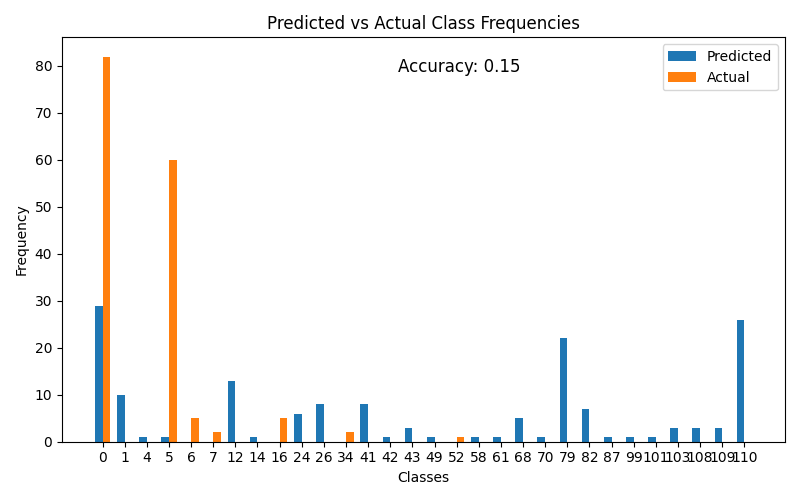 Predicted vs Actual Class Frequencies
Accuracy: 0.15
Predicted
Actual
Frequency
80
70
60
50
40
30
20
10
0
0 1 4 5 6 7 12 14 16 24 26 34 41 42 43 49 52 58 61 68 70 79 82 87 99 101 103 108 109 110
Classes